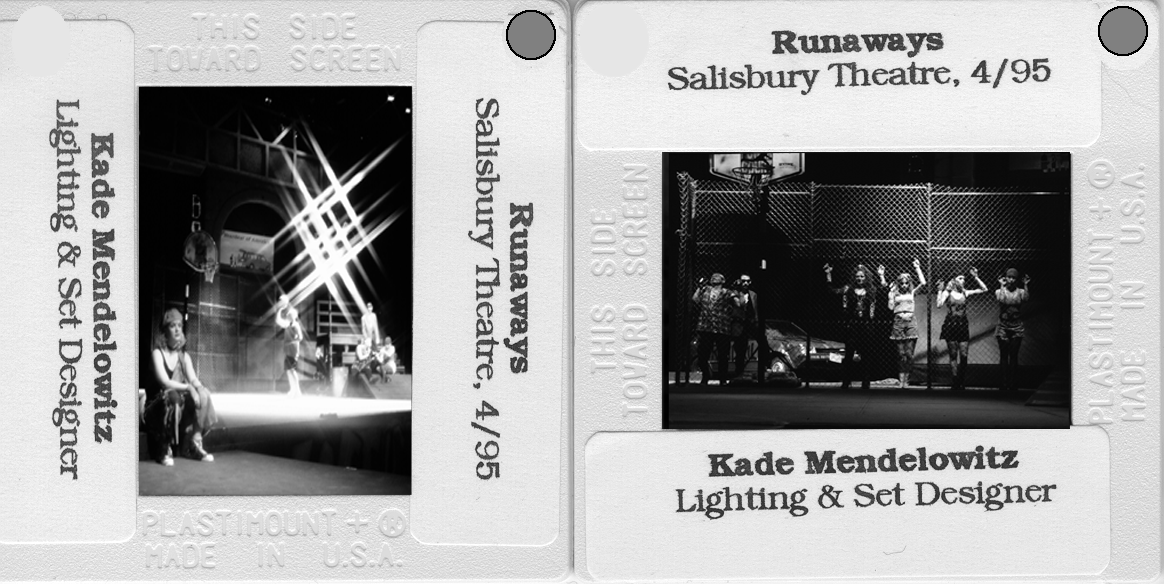 THIS SIDE
TOWARD SCREEN
Kade Mendelowitz
Lighting & Set Designer
Runaways
Salisbury Theatre, 4/95
PLASTIMOUNT + ®
MADE IN U.S.A.
Runaways
Salisbury Theatre, 4/95
THIS SIDE
TOWARD SCREEN
PLASTIMOUNT + ®
MADE IN U.S.A.
Kade Mendelowitz
Lighting & Set Designer